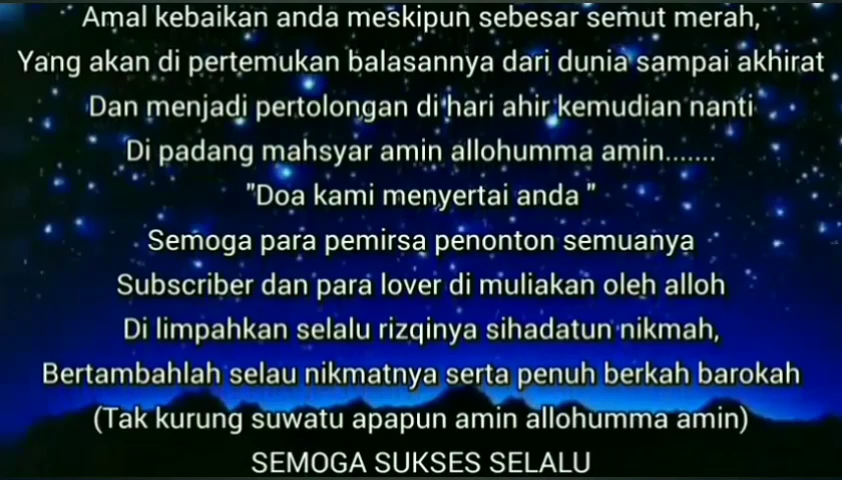 Amal kebaikan anda meskipun sebesar semut merah,
Yang akan di pertemukan balasannya dari dunia sampai akhirat
Dan menjadi pertolongan di hari ahir kemudian nanti
Di padang mahsyar amin allohumma amin.......
"Doa kami menyertai anda "
Semoga para pemirsa penonton semuanya
Subscriber dan para lover di muliakan oleh alloh
Di limpahkan selalu rizqinya sihadatun nikmah,
Bertambahlah selau nikmatnya serta penuh berkah barokah
(Tak kurung suwatu apapun amin allohumma amin)
SEMOGA SUKSES SELALU